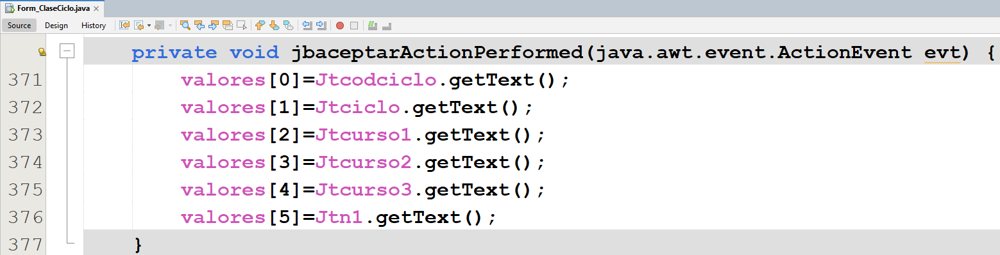 Form_ClaseCiclo.java
Source Design History
private void jbaceptarActionPerformed(java.awt.event.ActionEvent evt) {
371 valores[0]=Jtcodciclo.getText();
372 valores[1]=Jtciclo.getText();
373 valores[2]=Jtcurso1.getText();
374 valores[3]=Jtcurso2.getText();
375 valores[4]=Jtcurso3.getText();
376 valores[5]=Jtn1.getText();
377 }